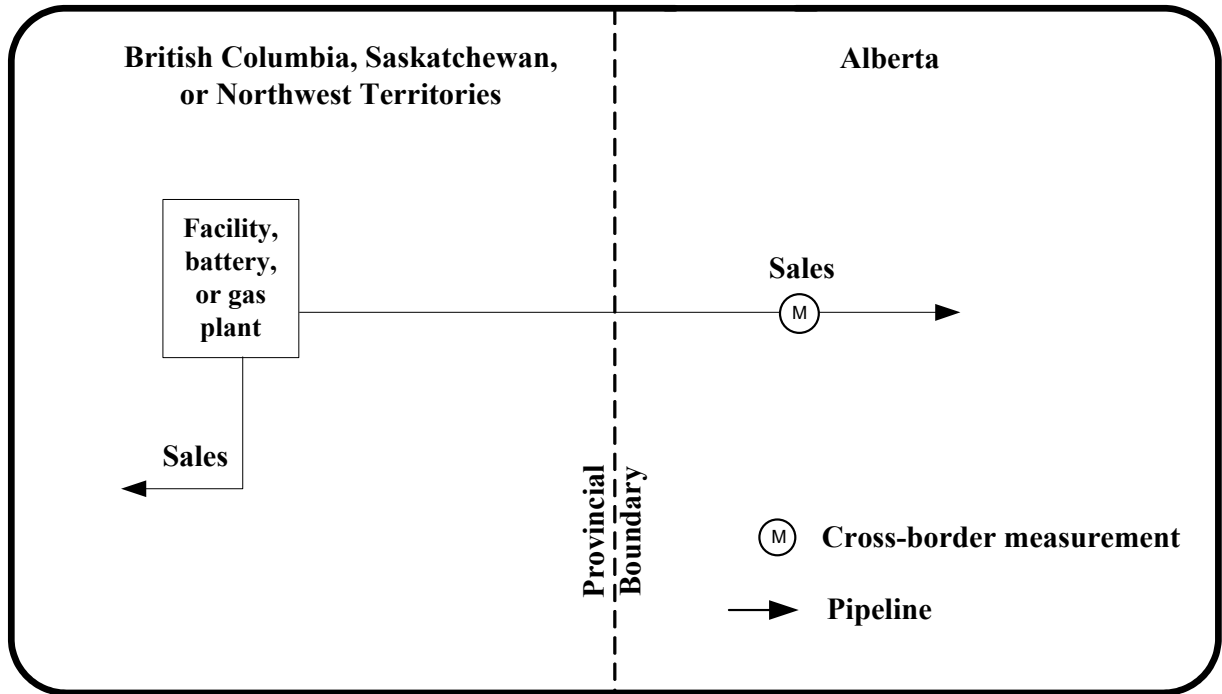 British Columbia, Saskatchewan,
or Northwest Territories
Alberta
Facility,
battery,
or gas
plant
Sales
M
Sales
Provincial
Boundary
M Cross-border measurement
Pipeline